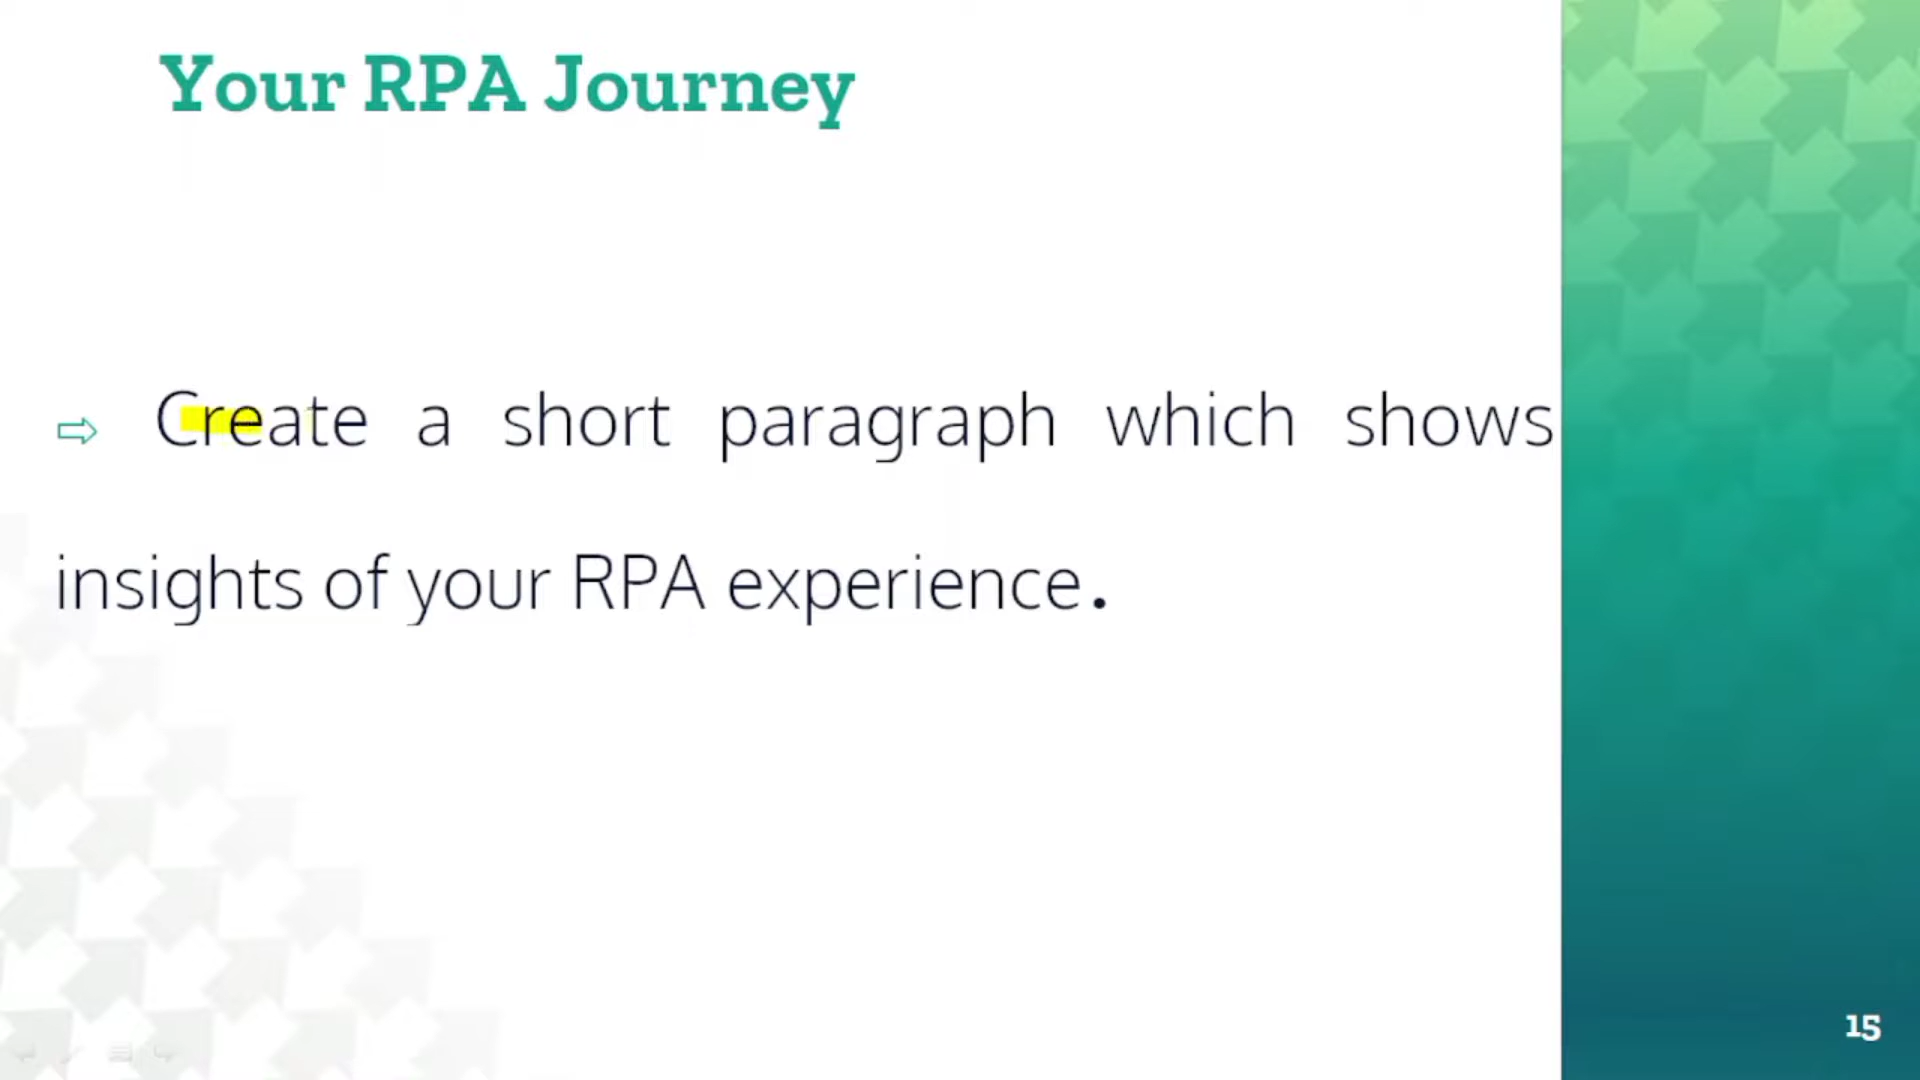 Your RPA Journey
⇨ Create a short paragraph which shows
insights of your RPA experience.
15